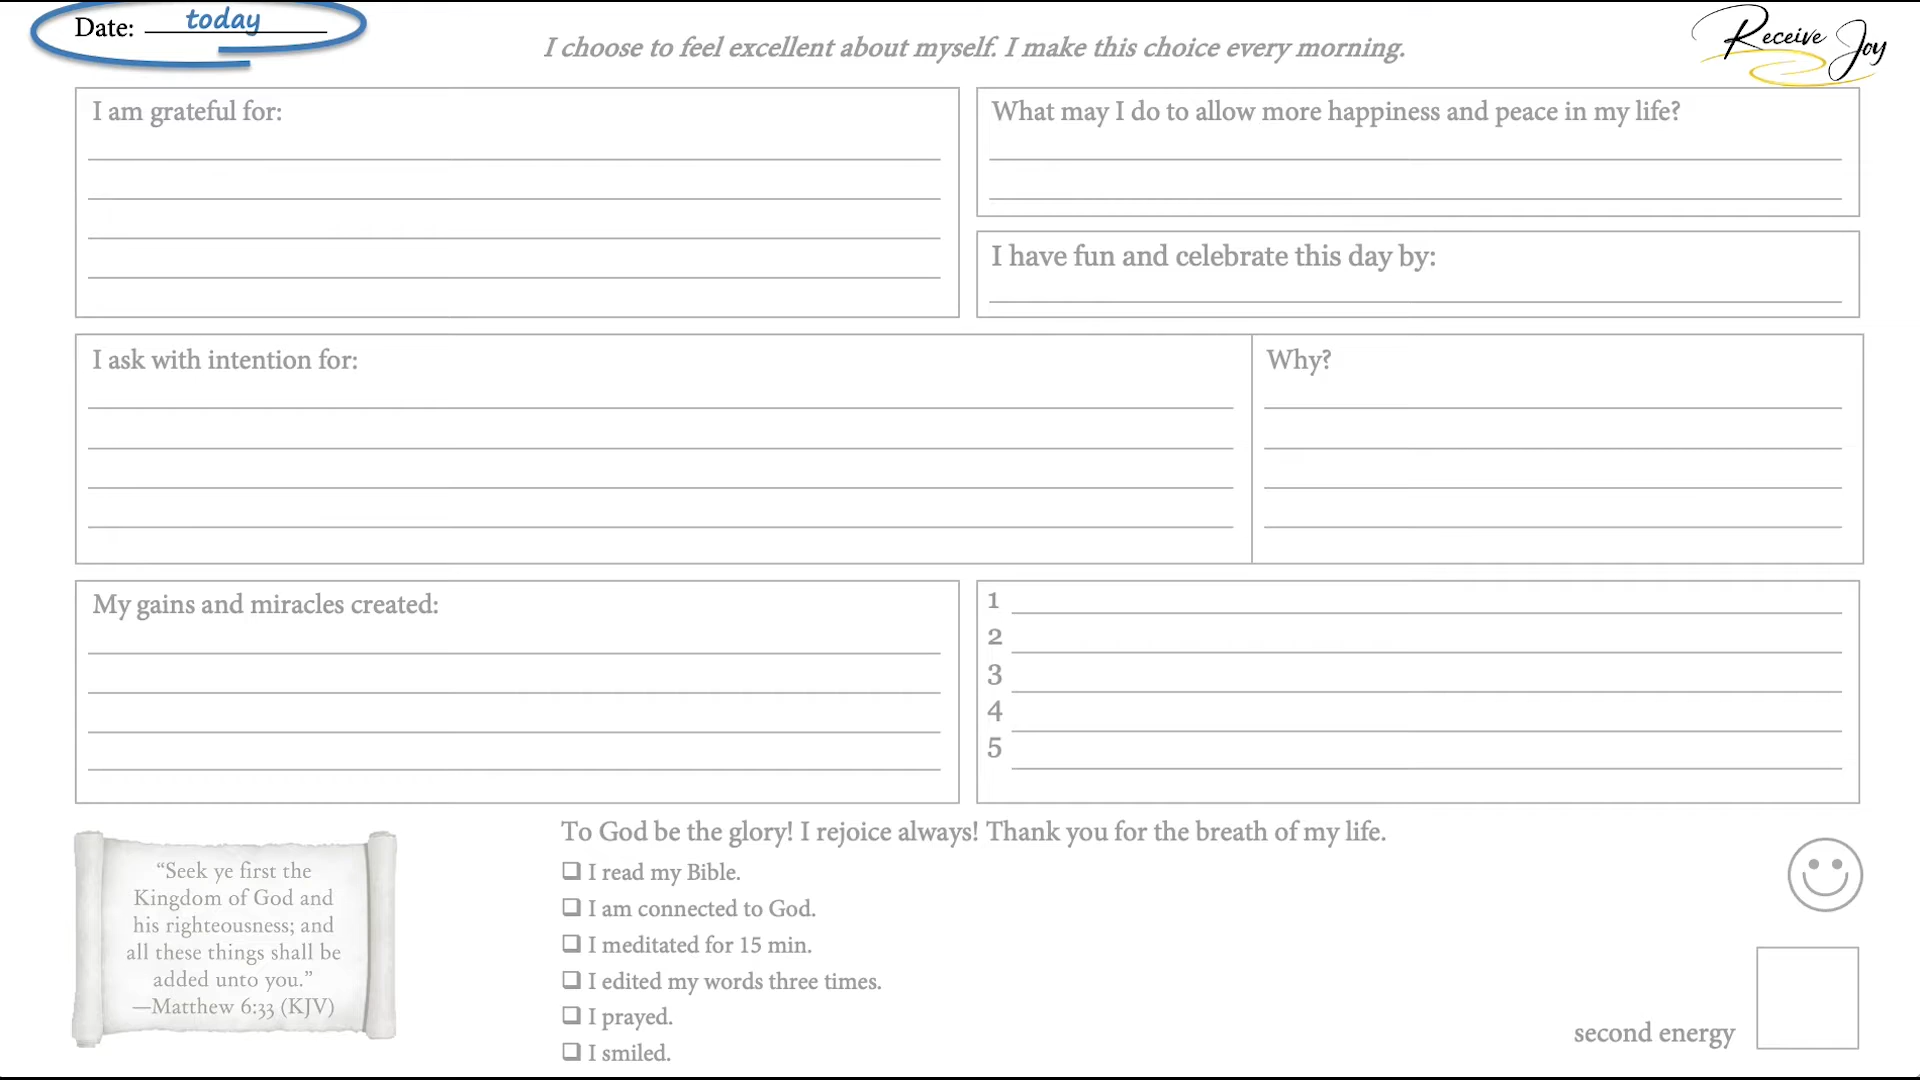 Date: today
I choose to feel excellent about myself. I make this choice every morning.
Receive Joy
I am grateful for:
What may I do to allow more happiness and peace in my life?
I have fun and celebrate this day by:
I ask with intention for:
Why?
My gains and miracles created:
1
2
3
4
5
“Seek ye first the
Kingdom of God and
his righteousness; and
all these things shall be
added unto you.”
—Matthew 6:33 (KJV)
To God be the glory! I rejoice always! Thank you for the breath of my life.
❑ I read my Bible.
❑ I am connected to God.
❑ I meditated for 15 min.
❑ I edited my words three times.
❑ I prayed.
❑ I smiled.
second energy